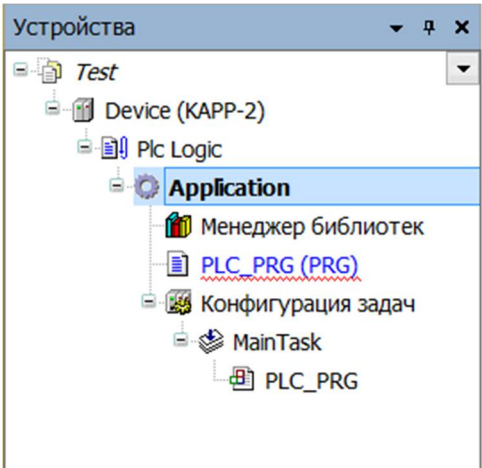 Устройства
Test
Device (KAPP-2)
Plc Logic
Application
Менеджер библиотек
PLC_PRG (PRG)
Конфигурация задач
MainTask
PLC_PRG